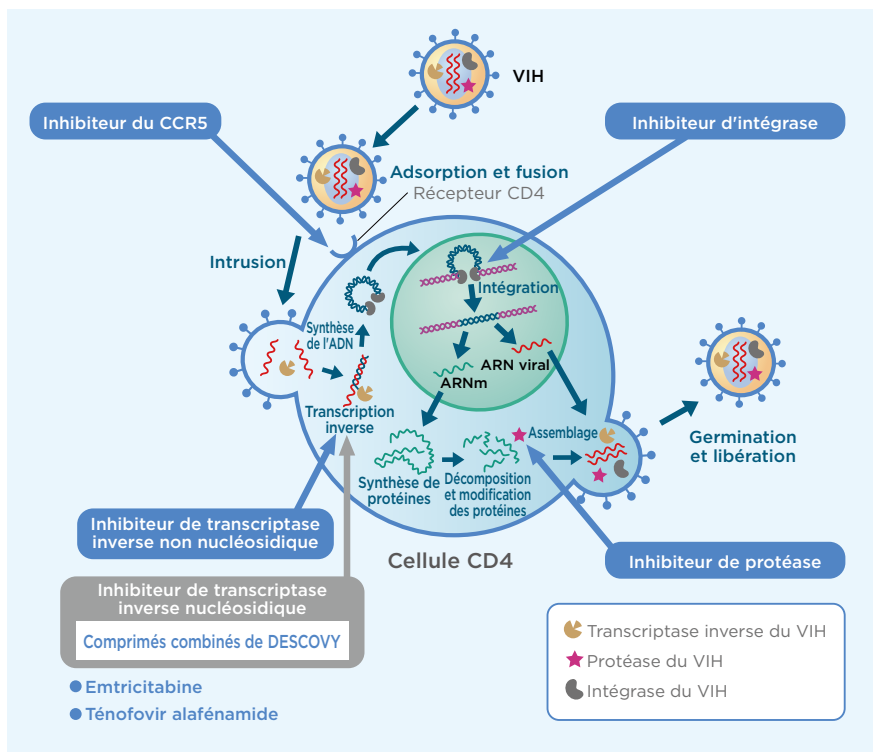 VIH
Inhibiteur du CCR5
Inhibiteur d'intégrase
Adsorption et fusion
Récepteur CD4
Intrusion
Intégration
Synthèse
de l'ADN
ARN viral
ARNm
Transcription
inverse
Assemblage
Germination
et libération
Synthèse de
protéines
Décomposition
et modification
des protéines
Inhibiteur de transcriptase
inverse non nucléosidique
Cellule CD4
Inhibiteur de protéase
Inhibiteur de transcriptase
inverse nucléosidique
Comprimés combinés de DESCOVY
Emtricitabine
Ténofovir alafénamide
Transcriptase inverse du VIH
Protéase du VIH
Intégrase du VIH